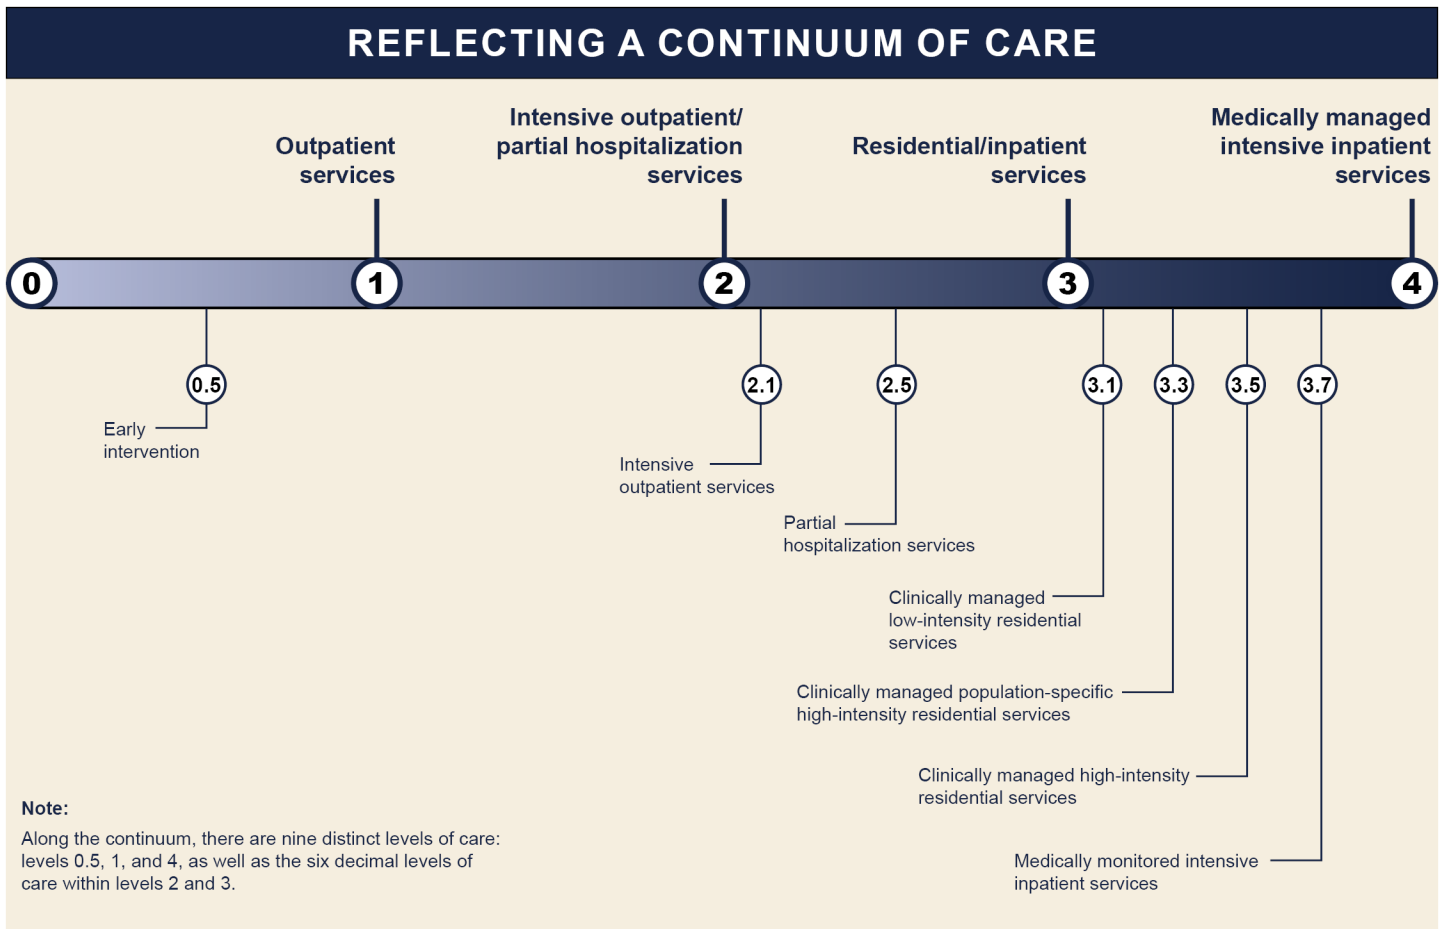 REFLECTING A CONTINUUM OF CARE
Outpatient
services
Intensive outpatient/
partial hospitalization
services
Residential/inpatient
services
Medically managed
intensive inpatient
services
0
1
2
3
4
0.5
2.1
2.5
3.1
3.3
3.5
3.7
Early
intervention
Intensive
outpatient services
Partial
hospitalization services
Clinically managed
low-intensity residential
services
Clinically managed population-specific
high-intensity residential services
Clinically managed high-intensity
residential services
Medically monitored intensive
inpatient services
Note:
Along the continuum, there are nine distinct levels of care:
levels 0.5, 1, and 4, as well as the six decimal levels of
care within levels 2 and 3.